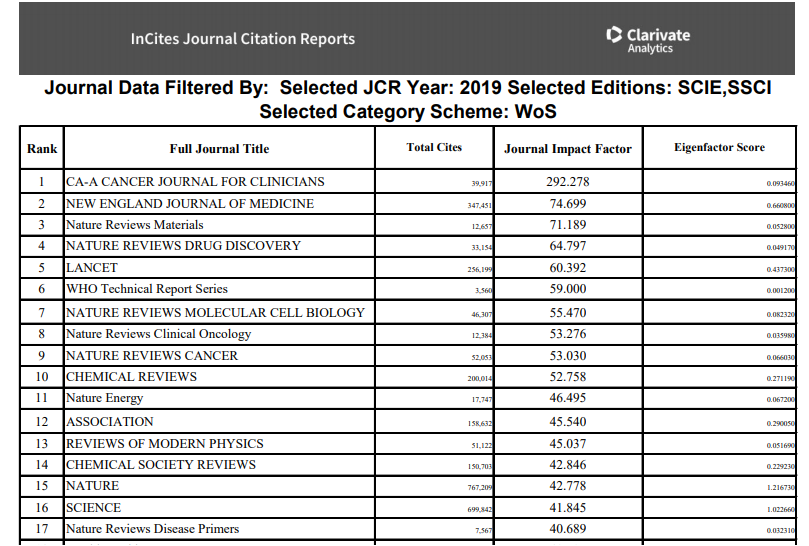 InCites Journal Citation Reports
Clarivate
Analytics
Journal Data Filtered By: Selected JCR Year: 2019 Selected Editions: SCIE,SSCI
Selected Category Scheme: WoS
Rank Full Journal Title Total Cites Journal Impact Factor Eigenfactor Score
1 CA-A CANCER JOURNAL FOR CLINICIANS 39,917 292.278 0.093460
2 NEW ENGLAND JOURNAL OF MEDICINE 347,451 74.699 0.660800
3 Nature Reviews Materials 12,657 71.189 0.052800
4 NATURE REVIEWS DRUG DISCOVERY 33,154 64.797 0.049170
5 LANCET 256,199 60.392 0.437300
6 WHO Technical Report Series 3,560 59.000 0.001200
7 NATURE REVIEWS MOLECULAR CELL BIOLOGY 46,307 55.470 0.082320
8 Nature Reviews Clinical Oncology 12,384 53.276 0.035980
9 NATURE REVIEWS CANCER 52,053 53.030 0.066030
10 CHEMICAL REVIEWS 200,014 52.758 0.271190
11 Nature Energy 17,747 46.495 0.067200
12 ASSOCIATION 158,632 45.540 0.290050
13 REVIEWS OF MODERN PHYSICS 51,122 45.037 0.051690
14 CHEMICAL SOCIETY REVIEWS 150,703 42.846 0.229230
15 NATURE 767,209 42.778 1.216730
16 SCIENCE 699,842 41.845 1.022660
17 Nature Reviews Disease Primers 7,567 40.689 0.032310